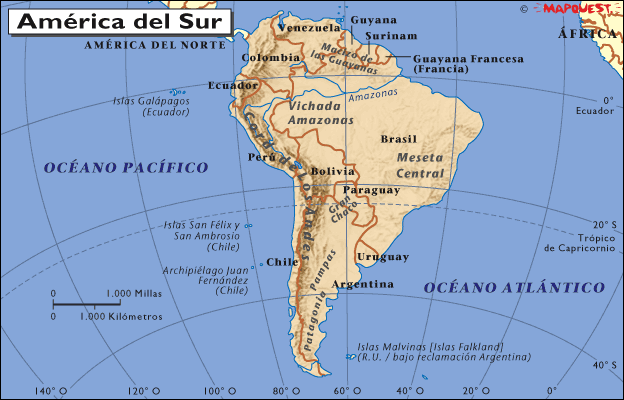 América del Sur
© MAPQUEST
AMÉRICA DEL NORTE
ÁFRICA
Venezuela
Guyana
Surinam
Guayana Francesa
(Francia)
Macizo de
las Guayanas
Colombia
Ecuador
Islas Galápagos
(Ecuador)
Amazonas
0°
Ecuador
Vichada
Amazonas
Brasil
Meseta
Central
Perú
Cord. de Los Andes
OCÉANO PACÍFICO
Bolivia
Paraguay
Gran
Chaco
Islas San Félix y
San Ambrosio
(Chile)
20° S
Trópico
de Capricornio
Archipiélago Juan
Fernández
(Chile)
Chile
Uruguay
Pampas
Argentina
OCÉANO ATLÁNTICO
Patagonia
0 1.000 Millas
0 1.000 Kilómetros
Islas Malvinas [Islas Falkland]
(R.U. / bajo reclamación Argentina)
40° S
140° O 120° O 100° O 80° O 60° O 40° O 20° O 0°